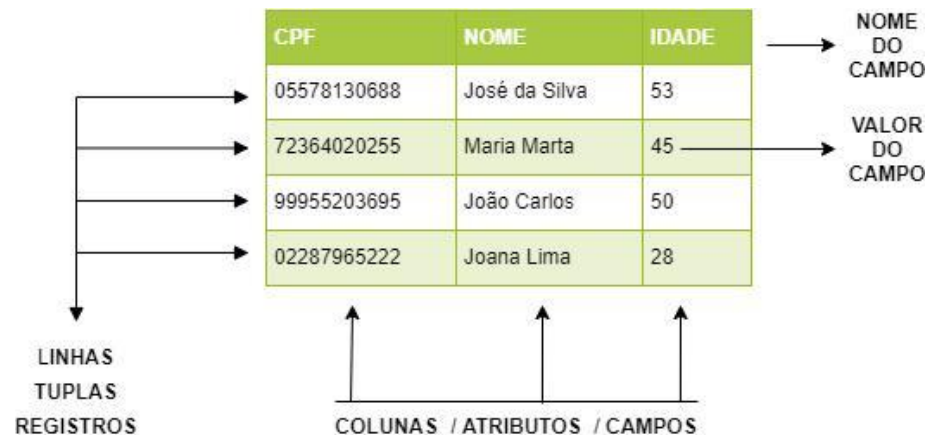 CPF NOME IDADE
05578130688 José da Silva 53
72364020255 Maria Marta 45
99955203695 João Carlos 50
02287965222 Joana Lima 28
NOME
DO
CAMPO
VALOR
DO
CAMPO
LINHAS
TUPLAS
REGISTROS
COLUNAS / ATRIBUTOS / CAMPOS